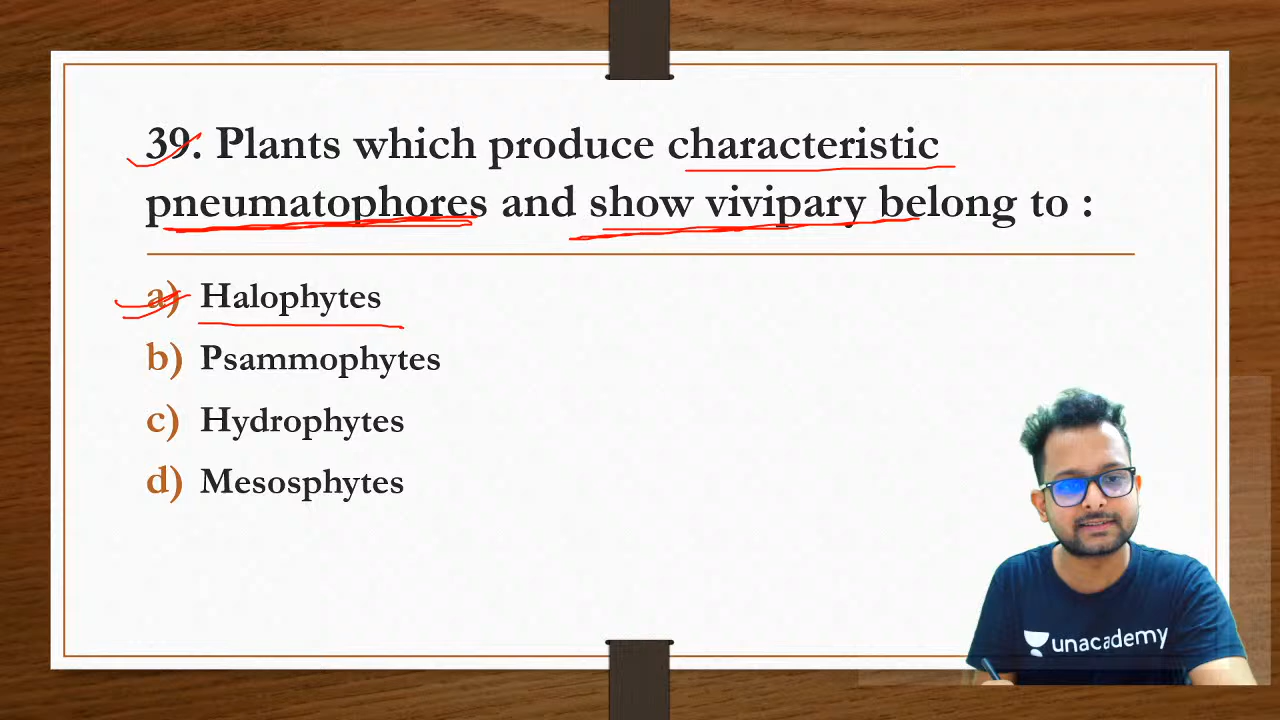 39. Plants which produce characteristic
pneumatophores and show vivipary belong to :
a) Halophytes
b) Psammophytes
c) Hydrophytes
d) Mesosphytes
unacademy